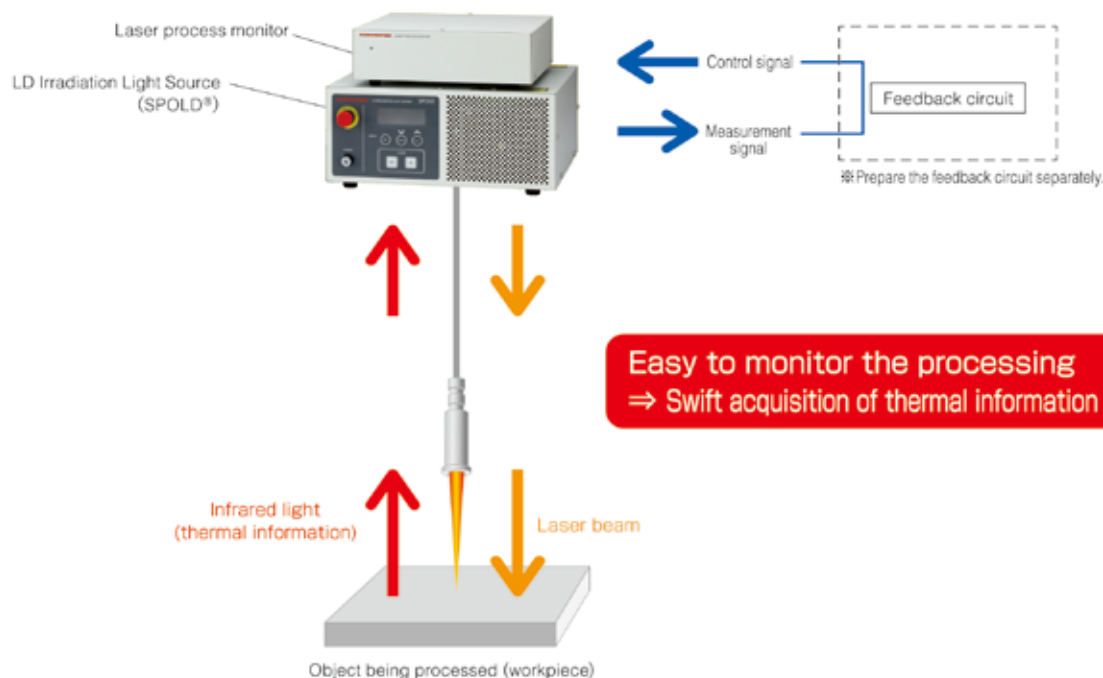 Laser process monitor
LD Irradiation Light Source
(SPOLD®)
Control signal
Feedback circuit
Measurement
signal
※Prepare the feedback circuit separately.
Easy to monitor the processing
⇒ Swift acquisition of thermal information
Infrared light
(thermal information)
Laser beam
Object being processed (workpiece)